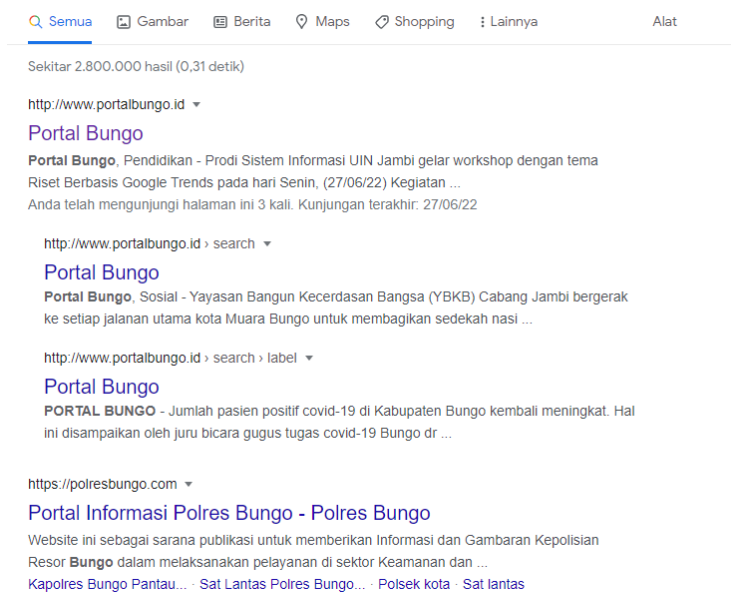 Semua Gambar Berita Maps Shopping Lainnya Alat
Sekitar 2.800.000 hasil (0,31 detik)
http://www.portalbungo.id
Portal Bungo
Portal Bungo, Pendidikan - Prodi Sistem Informasi UIN Jambi gelar workshop dengan tema
Riset Berbasis Google Trends pada hari Senin, (27/06/22) Kegiatan ...
Anda telah mengunjungi halaman ini 3 kali. Kunjungan terakhir: 27/06/22
http://www.portalbungo.id › search
Portal Bungo
Portal Bungo, Sosial - Yayasan Bangun Kecerdasan Bangsa (YBKB) Cabang Jambi bergerak
ke setiap jalanan utama kota Muara Bungo untuk membagikan sedekah nasi ...
http://www.portalbungo.id › search › label
Portal Bungo
PORTAL BUNGO - Jumlah pasien positif covid-19 di Kabupaten Bungo kembali meningkat. Hal
ini disampaikan oleh juru bicara gugus tugas covid-19 Bungo dr ...
https://polresbungo.com
Portal Informasi Polres Bungo - Polres Bungo
Website ini sebagai sarana publikasi untuk memberikan Informasi dan Gambaran Kepolisian
Resor Bungo dalam melaksanakan pelayanan di sektor Keamanan dan ...
Kapolres Bungo Pantau... · Sat Lantas Polres Bungo... · Polsek kota · Sat lantas